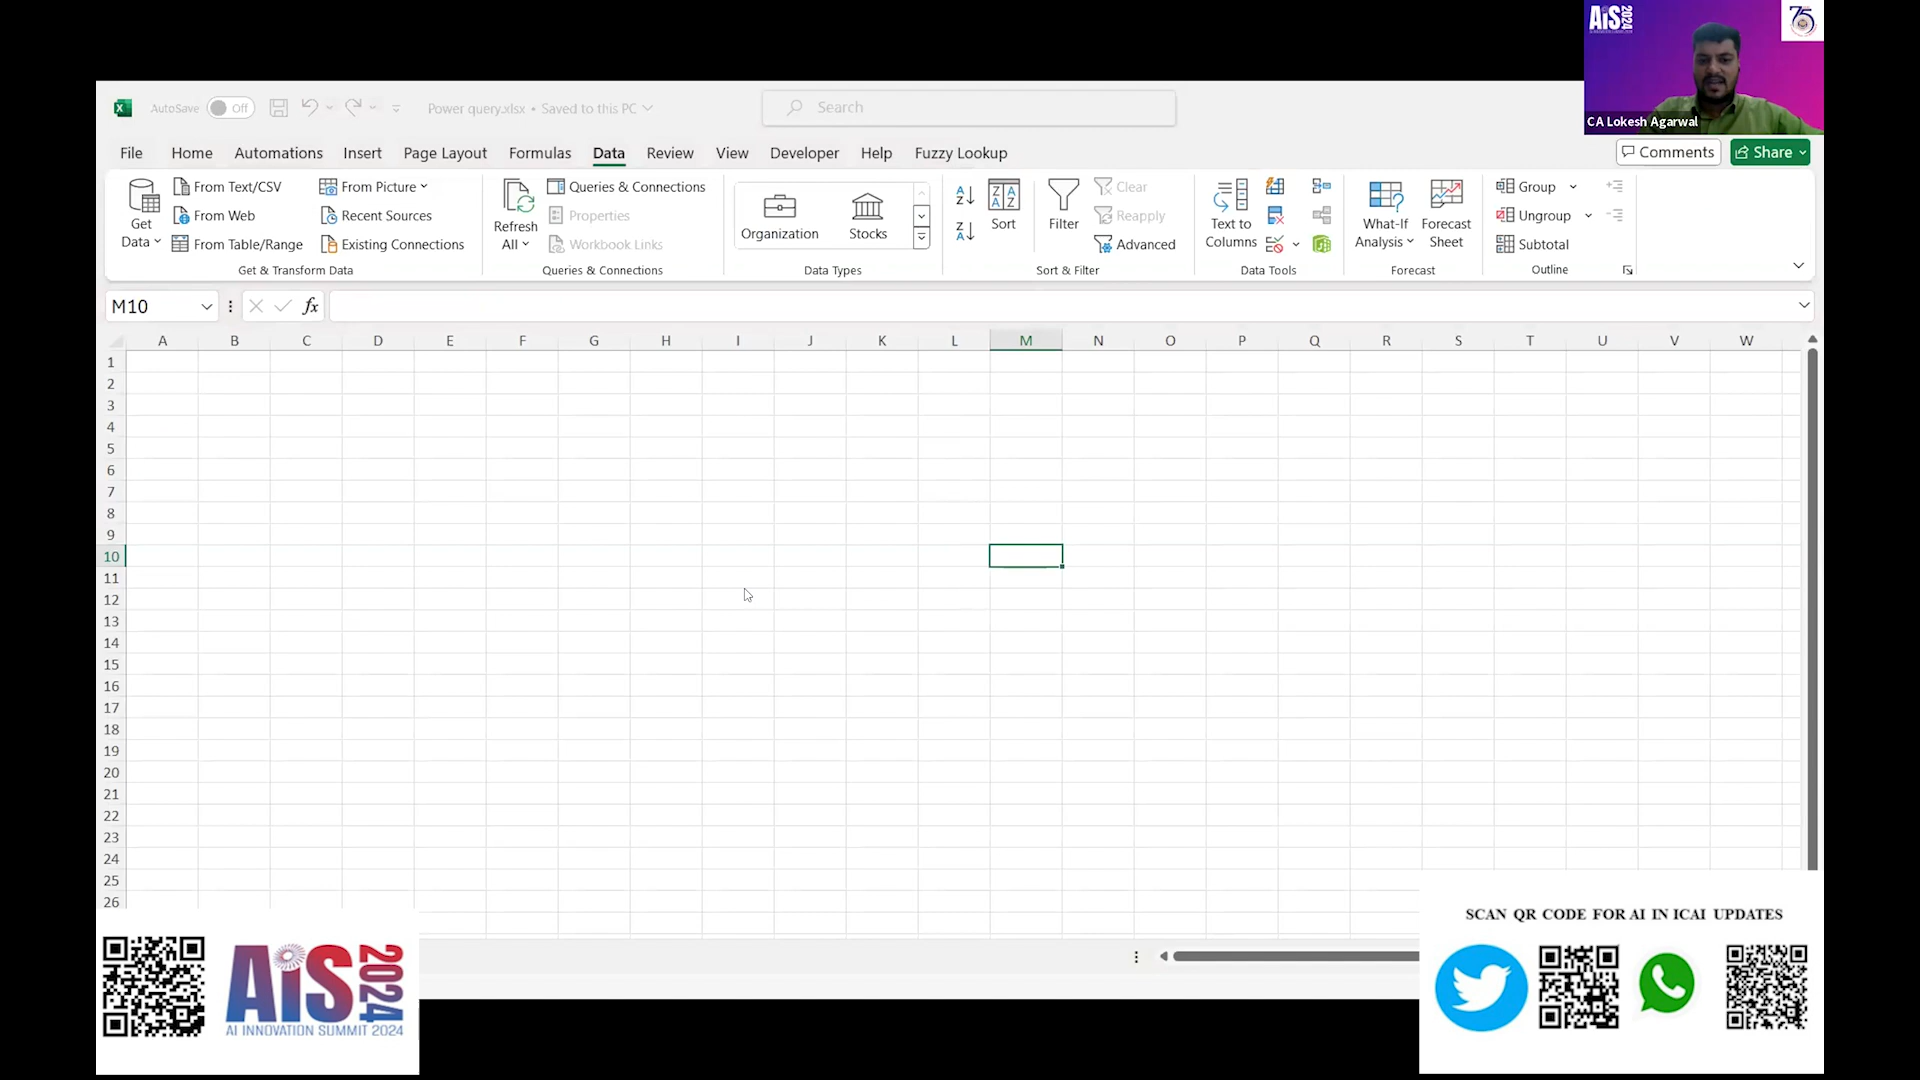 AiS 2024
75
CA Lokesh Agarwal
AutoSave Off Power query.xlsx • Saved to this PC Search
File Home Automations Insert Page Layout Formulas Data Review View Developer Help Fuzzy Lookup Comments Share
Get Data
From Text/CSV
From Web
From Table/Range
From Picture
Recent Sources
Existing Connections
Get & Transform Data
Refresh All
Queries & Connections
Properties
Workbook Links
Queries & Connections
Organization
Stocks
Data Types
Sort
Filter
Clear
Reapply
Advanced
Sort & Filter
Text to Columns
Data Tools
What-If Analysis
Forecast Sheet
Forecast
Group
Ungroup
Subtotal
Outline
M10 fx
A B C D E F G H I J K L M N O P Q R S T U V W
1
2
3
4
5
6
7
8
9
10
11
12
13
14
15
16
17
18
19
20
21
22
23
24
25
26
AiS 2024
AI INNOVATION SUMMIT 2024
SCAN QR CODE FOR AI IN ICAI UPDATES